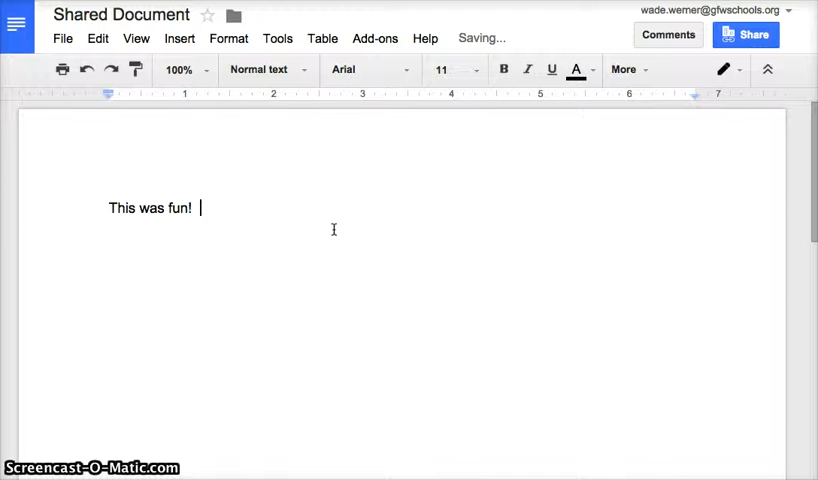 Shared Document
wade.werner@gfwschools.org
File Edit View Insert Format Tools Table Add-ons Help Saving... Comments Share
100% Normal text Arial 11 B I U A More
1 2 3 4 5 6 7
This was fun!
Screencast-O-Matic.com